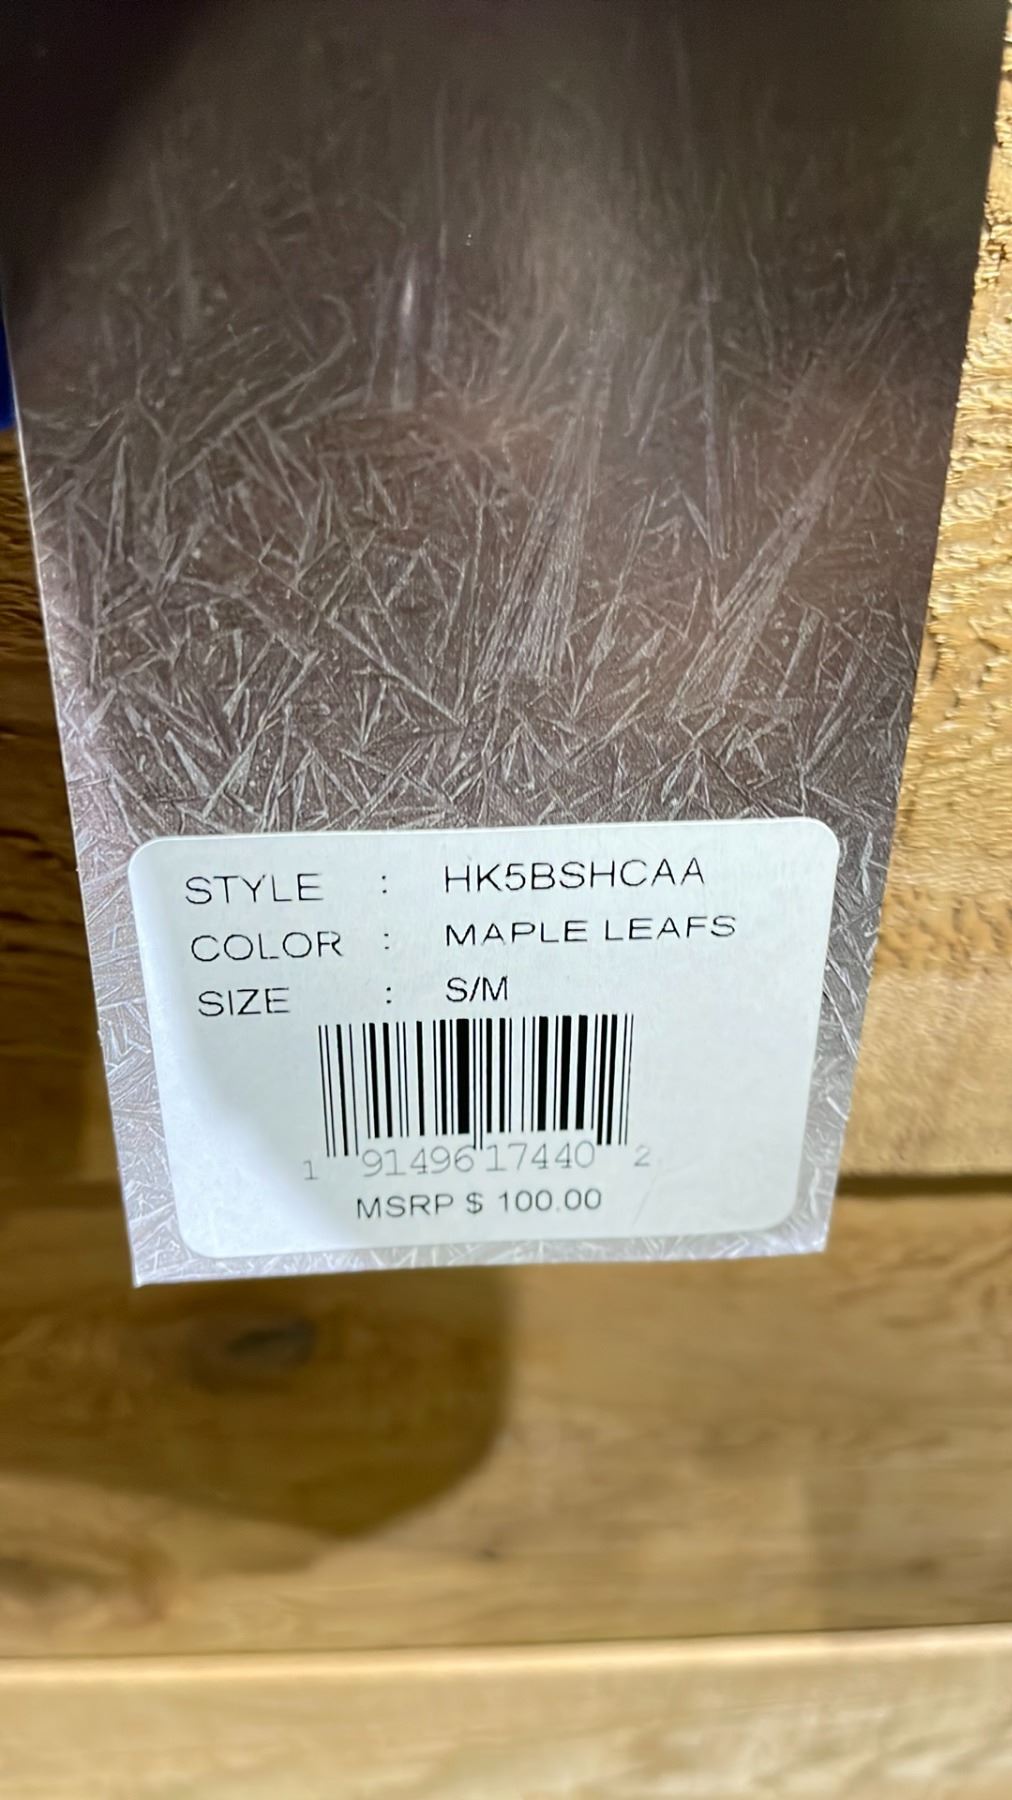 STYLE : HK5BSHCAA
COLOR : MAPLE LEAFS
SIZE : S/M
1 91496 17440 2
MSRP $ 100.00